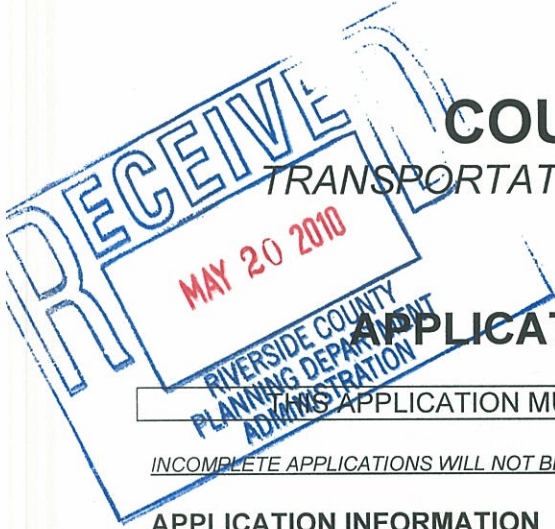 RECEIVED
MAY 20 2010
RIVERSIDE COUNTY
PLANNING DEPARTMENT
ADMINISTRATION
COU
TRANSPORTAT
APPLICAT
THIS APPLICATION MU
INCOMPLETE APPLICATIONS WILL NOT BE
APPLICATION INFORMATION